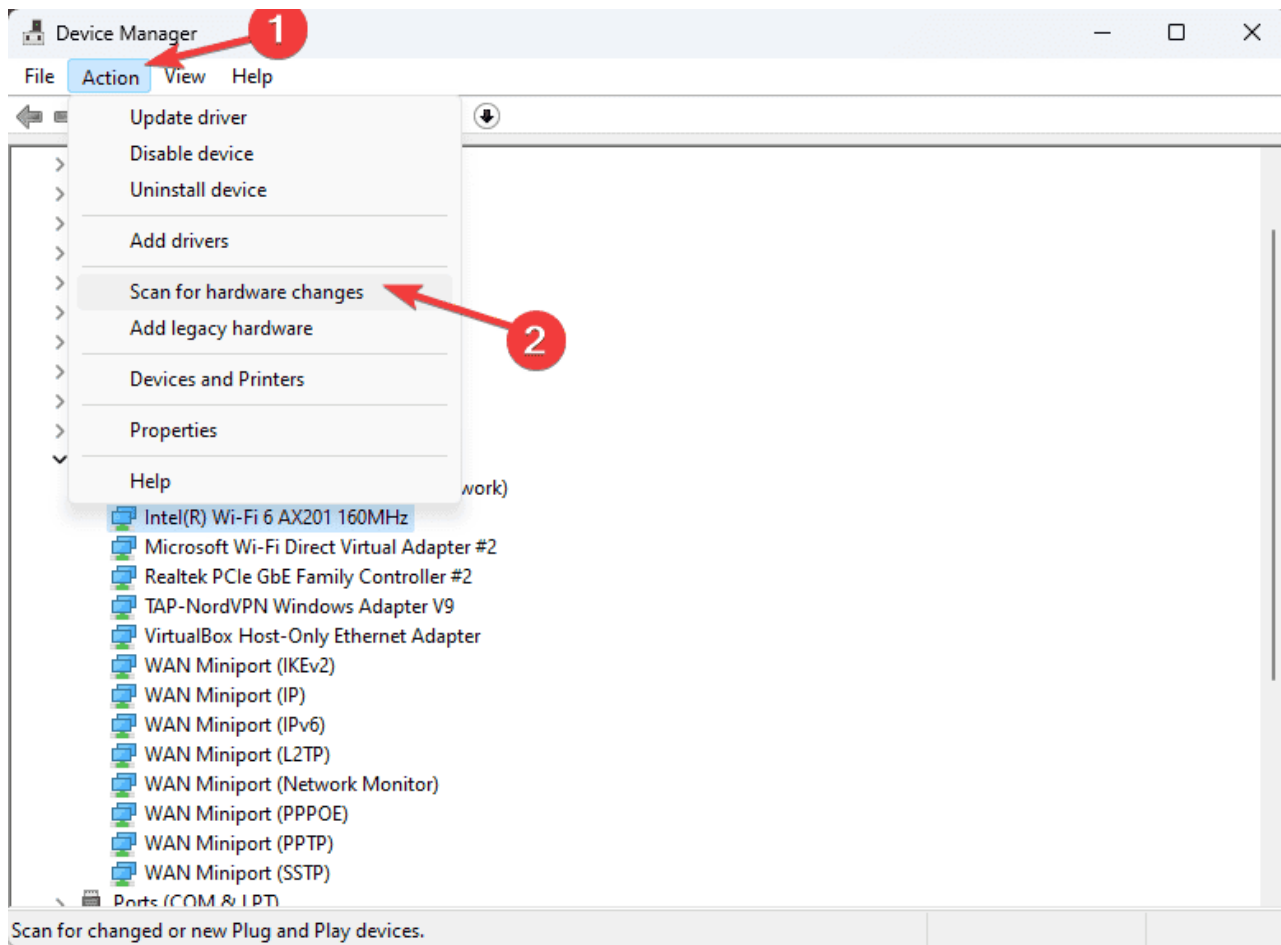 Device Manager
1
File Action View Help
Update driver
Disable device
Uninstall device
Add drivers
Scan for hardware changes
2
Add legacy hardware
Devices and Printers
Properties
Help
work)
Intel(R) Wi-Fi 6 AX201 160MHz
Microsoft Wi-Fi Direct Virtual Adapter #2
Realtek PCIe GbE Family Controller #2
TAP-NordVPN Windows Adapter V9
VirtualBox Host-Only Ethernet Adapter
WAN Miniport (IKEv2)
WAN Miniport (IP)
WAN Miniport (IPv6)
WAN Miniport (L2TP)
WAN Miniport (Network Monitor)
WAN Miniport (PPPOE)
WAN Miniport (PPTP)
WAN Miniport (SSTP)
Ports (COM & LPT)
Scan for changed or new Plug and Play devices.